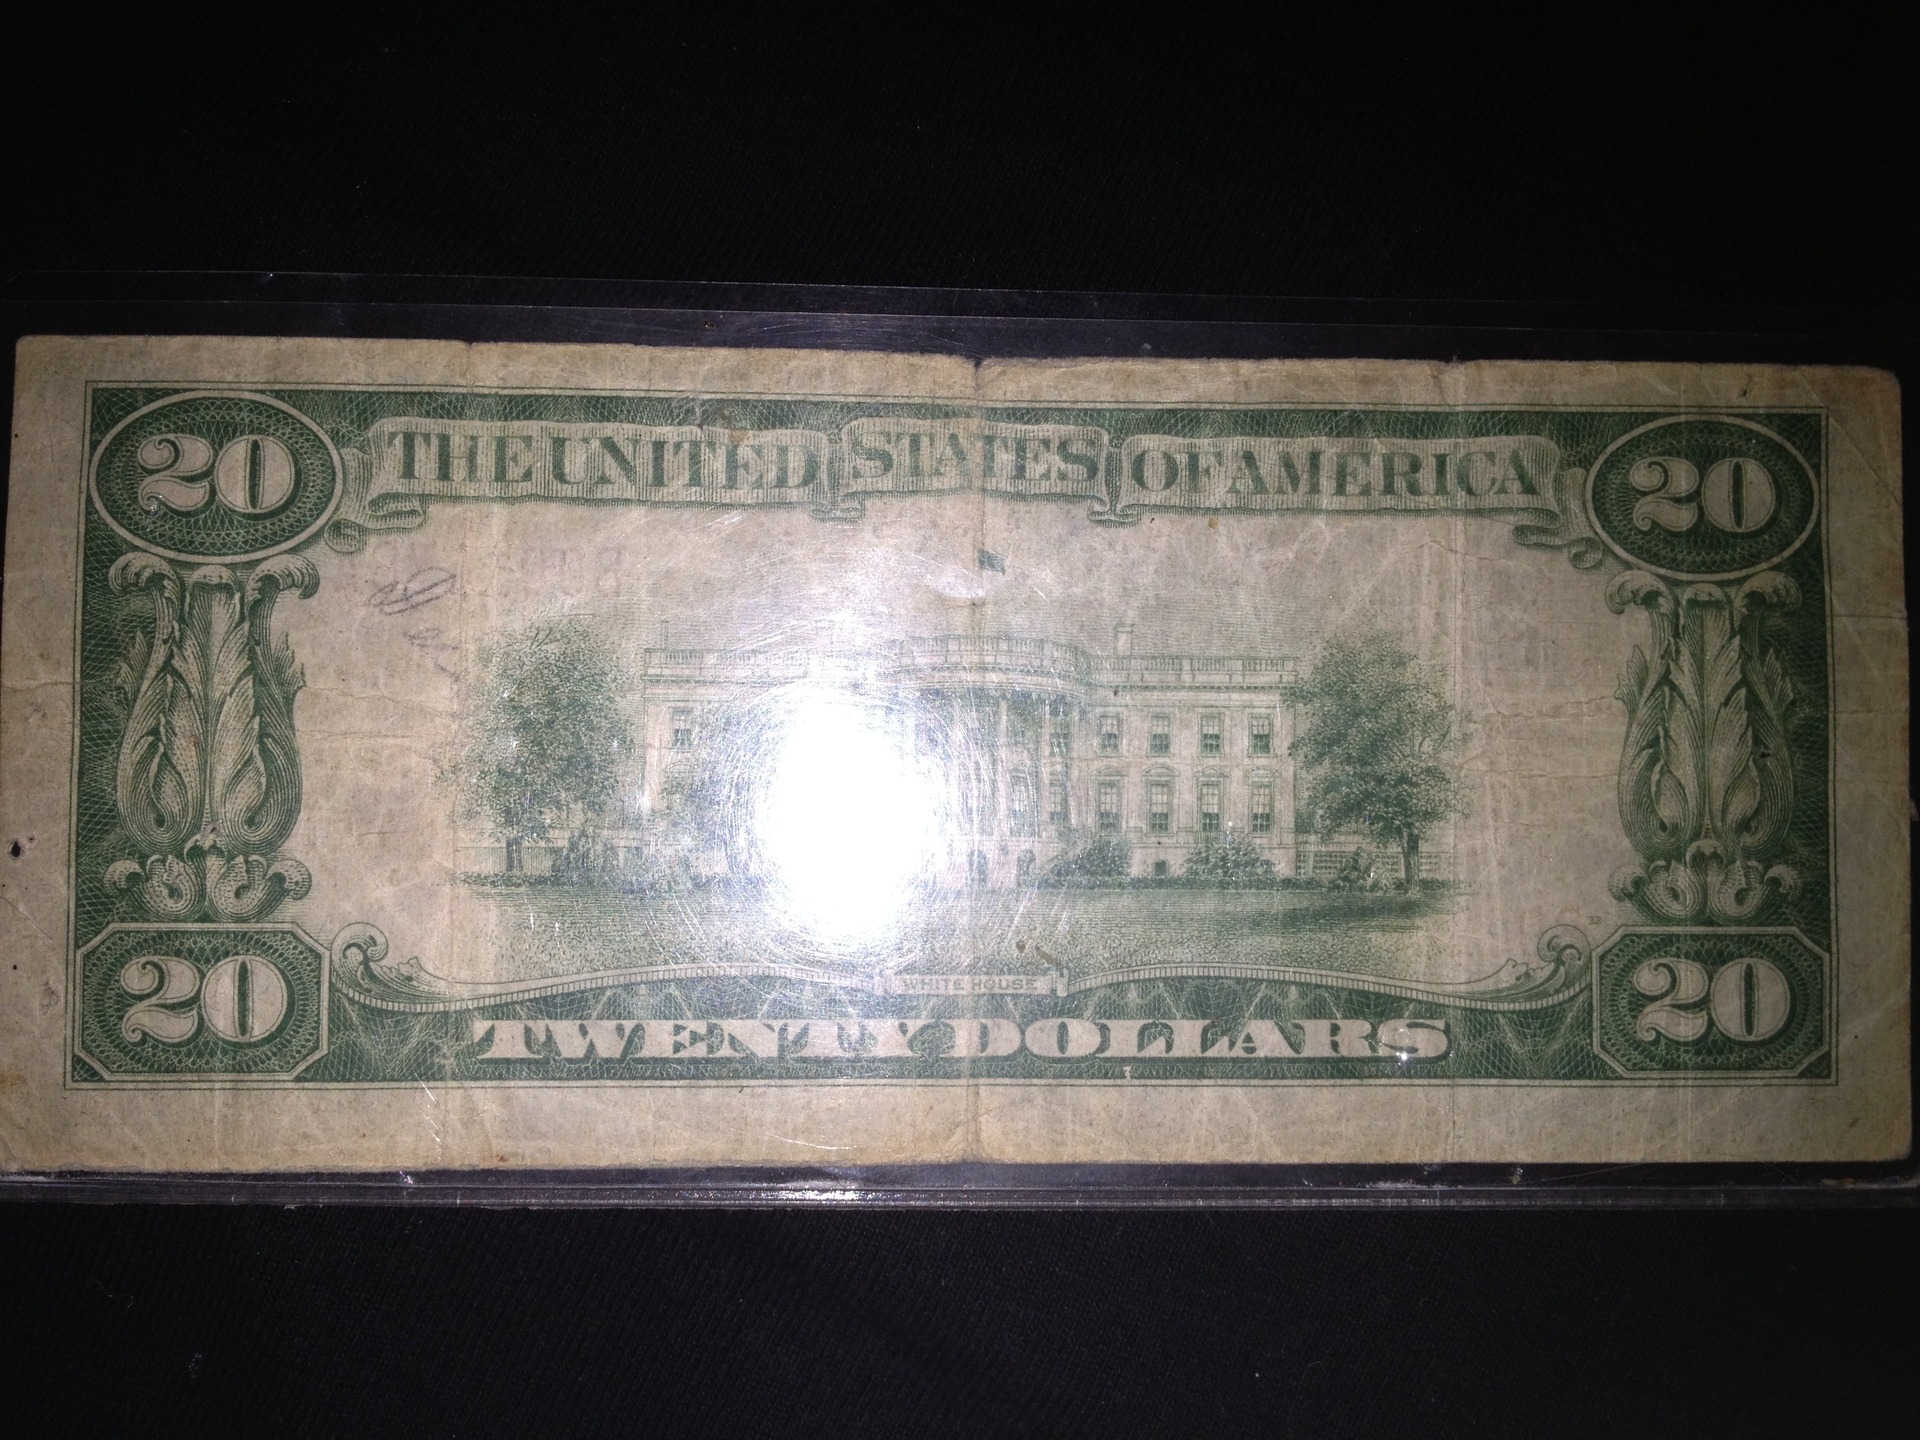 20 THE UNITED STATES OF AMERICA 20
WHITE HOUSE
20 TWENTY DOLLARS 20